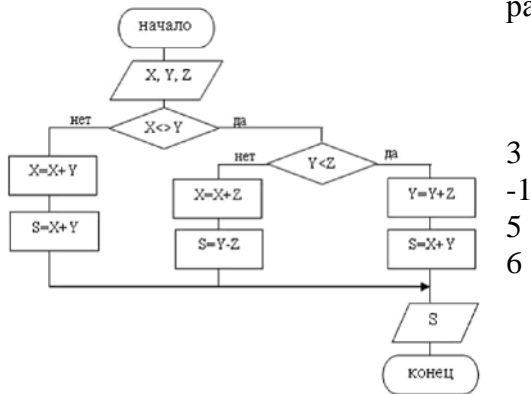 ра
начало
X, Y, Z
нет X<>Y да
нет Y<Z да
X=X+Y X=X+Z Y=Y+Z
S=X+Y S=Y-Z S=X+Y
3
-1
5
6
S
конец